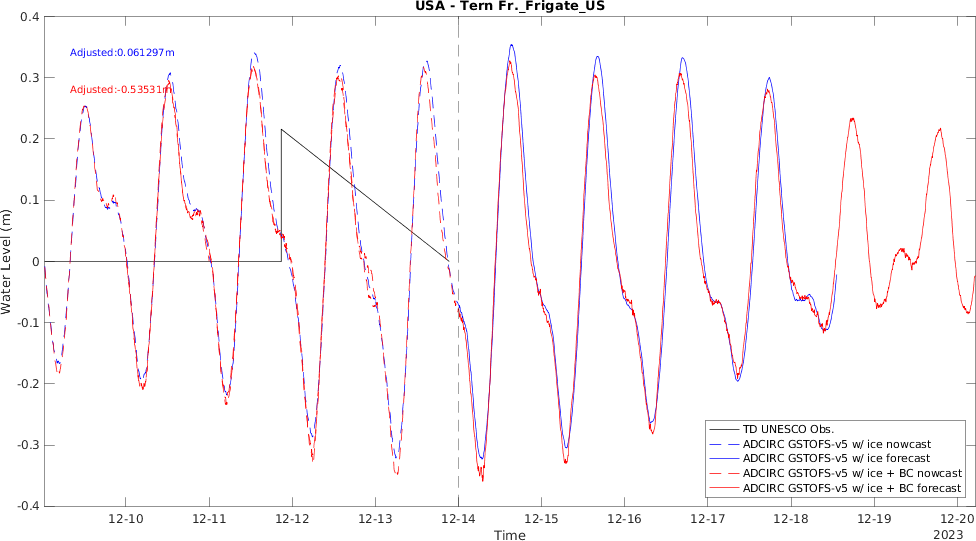 USA - Tern Fr._Frigate_US
0.4
0.3
0.2
0.1
0
-0.1
-0.2
-0.3
-0.4
Water Level (m)
Adjusted:0.061297m
Adjusted:-0.53531m
TD UNESCO Obs.
ADCIRC GSTOFS-v5 w/ ice nowcast
ADCIRC GSTOFS-v5 w/ ice forecast
ADCIRC GSTOFS-v5 w/ ice + BC nowcast
ADCIRC GSTOFS-v5 w/ ice + BC forecast
12-10 12-11 12-12 12-13 12-14 12-15 12-16 12-17 12-18 12-19 12-20
Time
2023